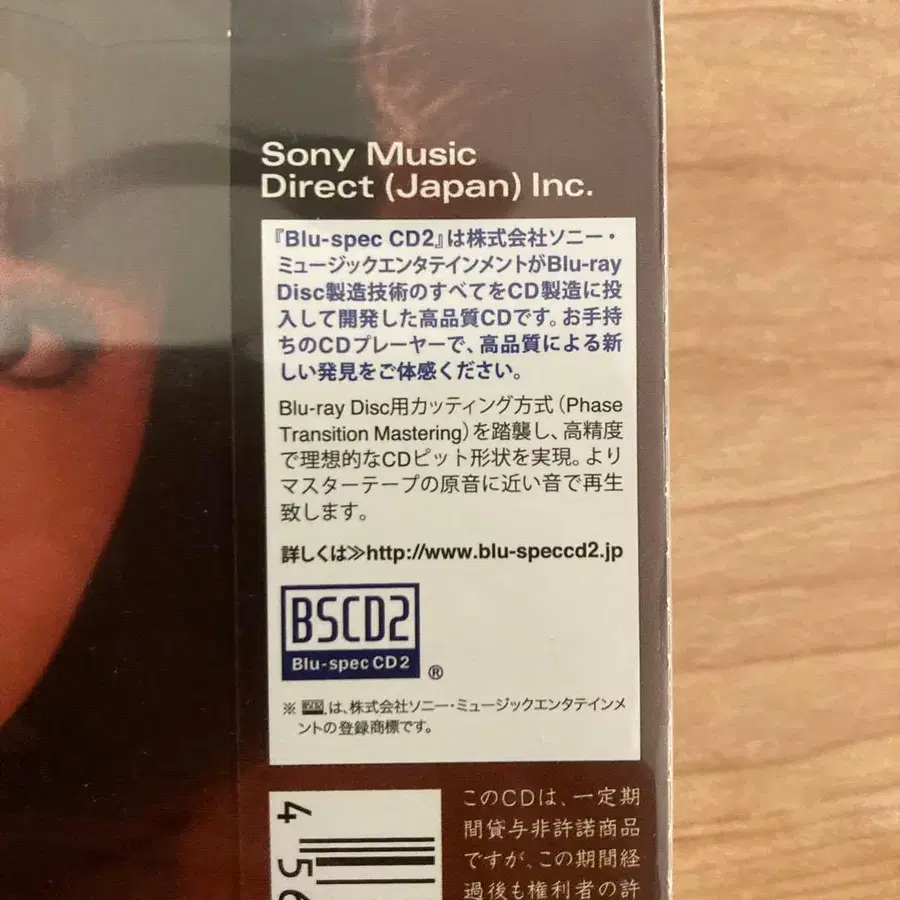 Sony Music
Direct (Japan) Inc.
『Blu-spec CD2』は株式会社ソニー・
ミュージックエンタテインメントがBlu-ray
Disc製造技術のすべてをCD製造に投
入して開発した高品質CDです。お手持
ちのCDプレーヤーで、高品質による新
しい発見をご体感ください。
Blu-ray Disc用カッティング方式(Phase
Transition Mastering)を踏襲し、高精度
で理想的なCDピット形状を実現。より
マスターテープの原音に近い音で再生
致します。
詳しくは≫http://www.blu-speccd2.jp
BSCD2
Blu-spec CD2
®
※ は、株式会社ソニー・ミュージックエンタテインメ
ントの登録商標です。
4 56
このCDは、一定期
間貸与非許諾商品
ですが、この期間経
過後も権利者の許